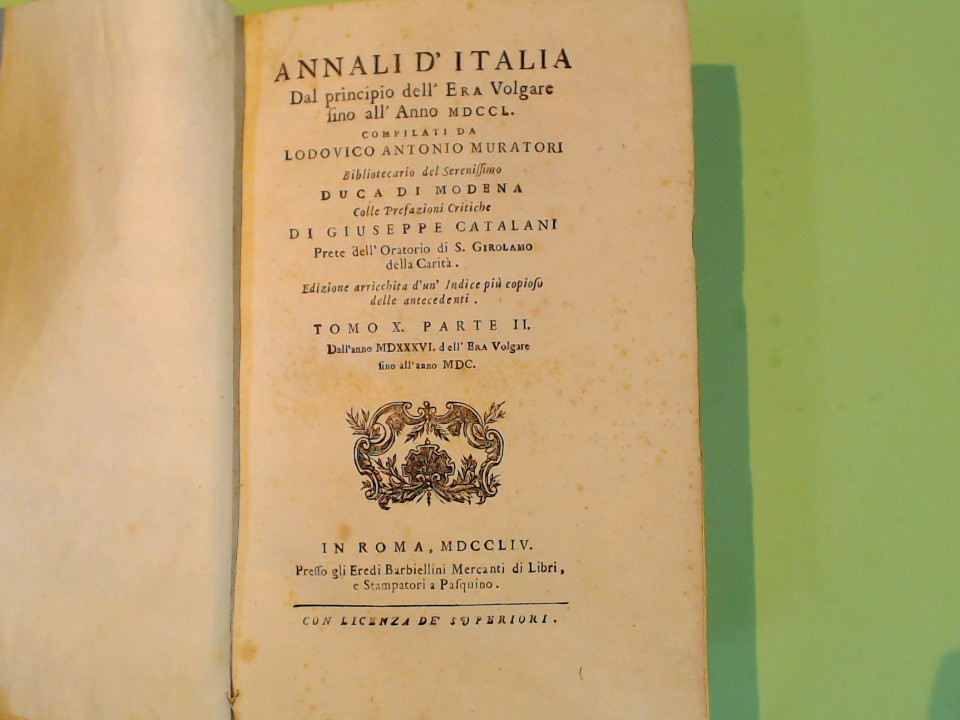 ANNALI D' ITALIA
Dal principio dell' ERA Volgare
ſino all' Anno MDCCL.
COMPILATI DA
LODOVICO ANTONIO MURATORI
Bibliotecario del Sereniſſimo
DUCA DI MODENA
Colle Prefazioni Critiche
DI GIUSEPPE CATALANI
Prete dell' Oratorio di S. GIROLAMO
della Carità.
Edizione arricchita d'un' Indice più copioſo
delle antecedenti.
TOMO X. PARTE II.
Dall'anno MDXXXVI. dell' ERA Volgare
ſino all'anno MDC.
IN ROMA, MDCCLIV.
Preſſo gli Eredi Barbiellini Mercanti di Libri,
e Stampatori a Paſquino.
CON LICENZA DE' SUPERIORI.